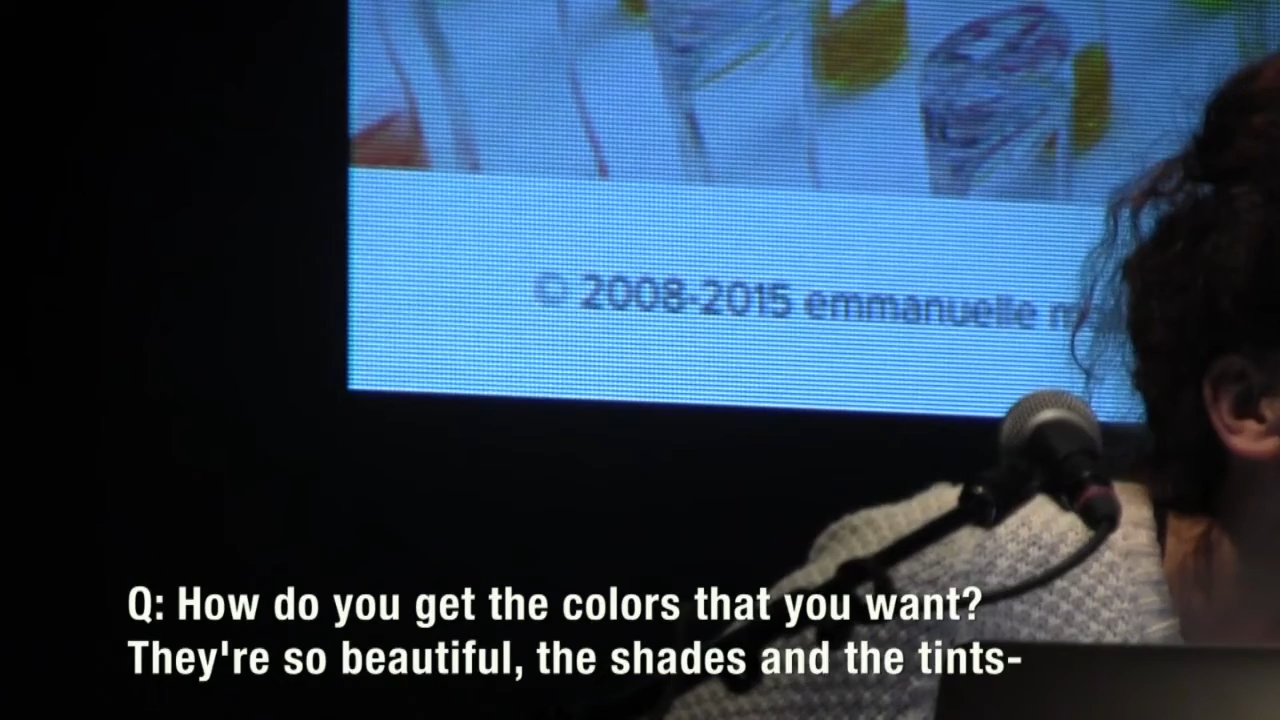 © 2008-2015 emmanuelle
Q: How do you get the colors that you want?
They're so beautiful, the shades and the tints-